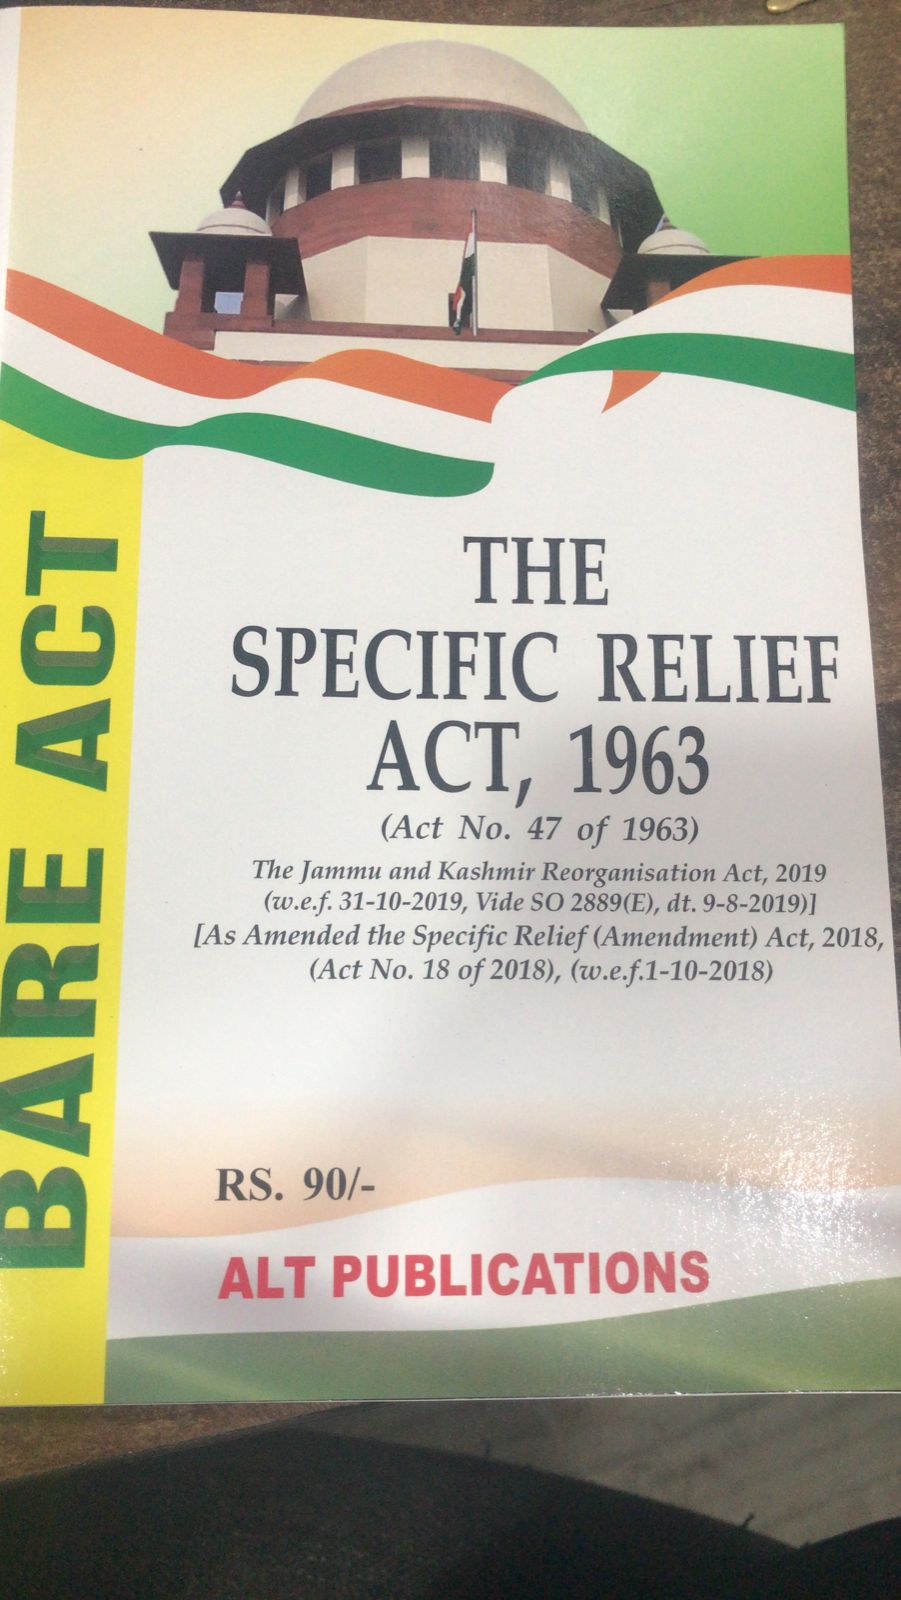 BARE ACT
THE
SPECIFIC RELIEF
ACT, 1963
(Act No. 47 of 1963)
The Jammu and Kashmir Reorganisation Act, 2019
(w.e.f. 31-10-2019, Vide SO 2889(E), dt. 9-8-2019)]
[As Amended the Specific Relief (Amendment) Act, 2018,
(Act No. 18 of 2018), (w.e.f.1-10-2018)
RS. 90/-
ALT PUBLICATIONS